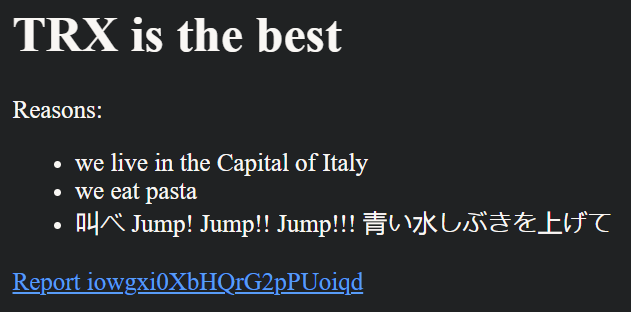 TRX is the best
Reasons:
• we live in the Capital of Italy
• we eat pasta
• 叫べ Jump! Jump!! Jump!!! 青い水しぶきを上げて
Report iowgxi0XbHQrG2pPUoiqd